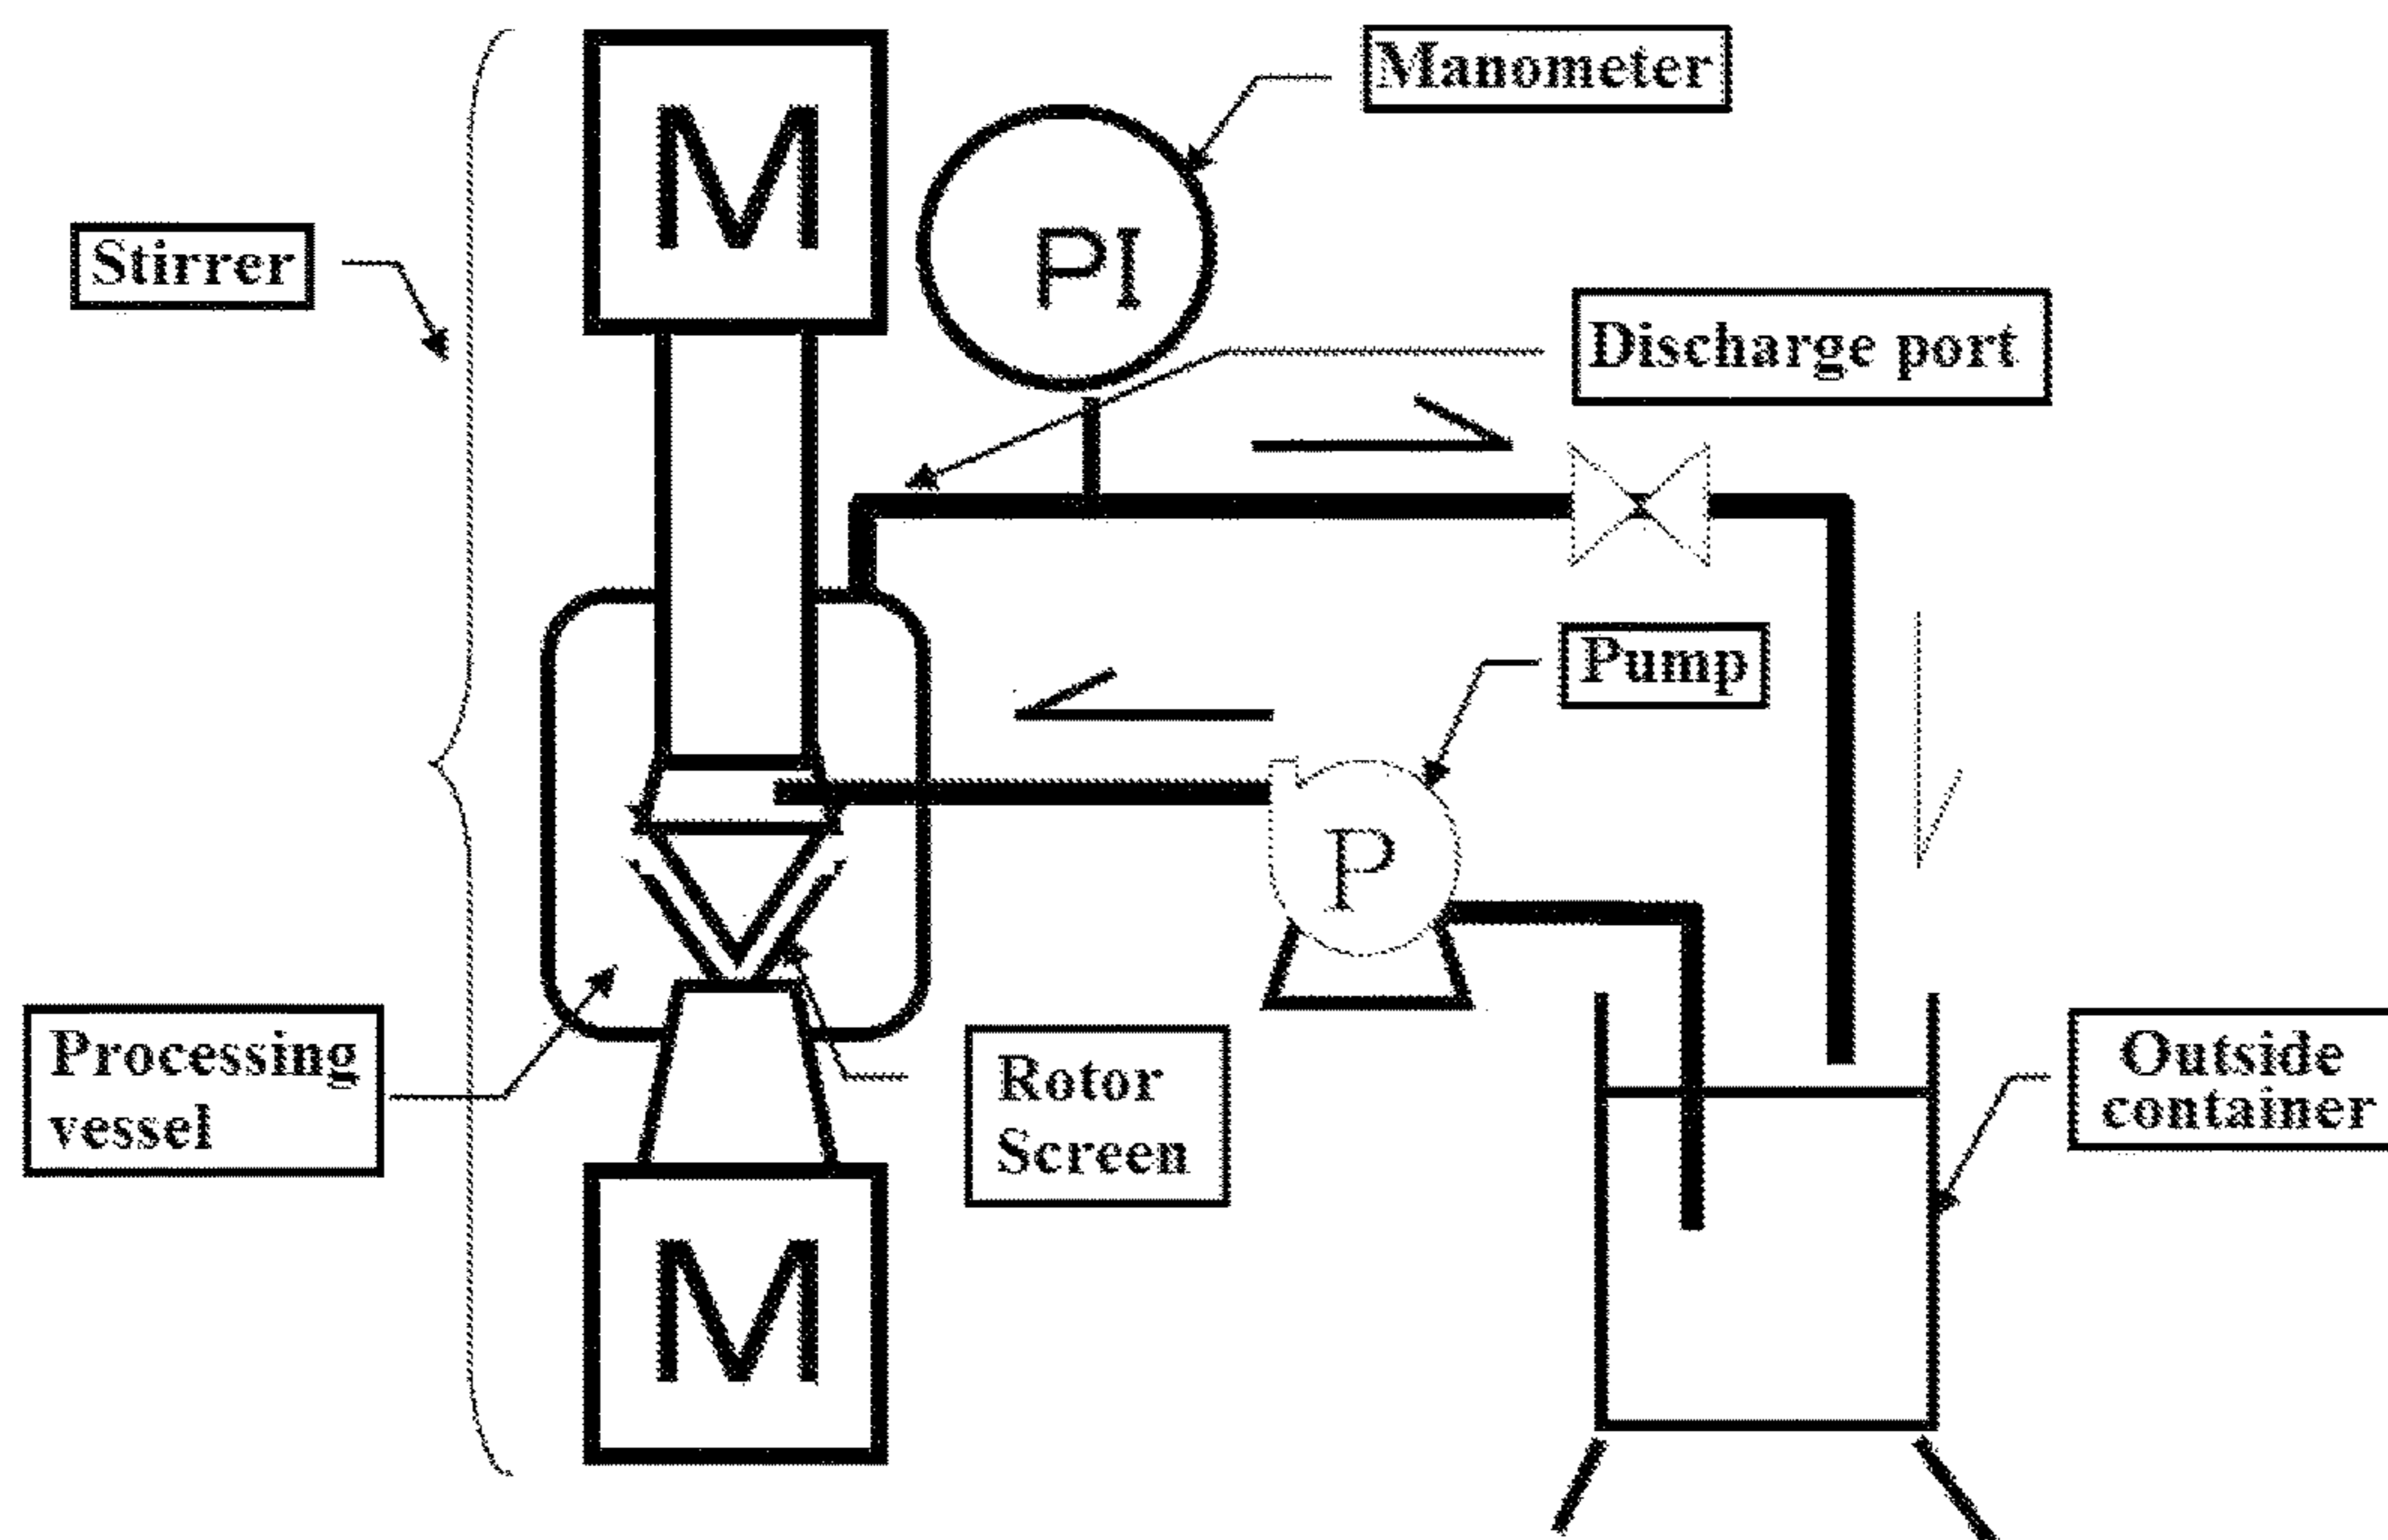 Manometer
M
PI
Stirrer
Discharge port
Pump
P
Processing
vessel
Rotor
Screen
Outside
container
M